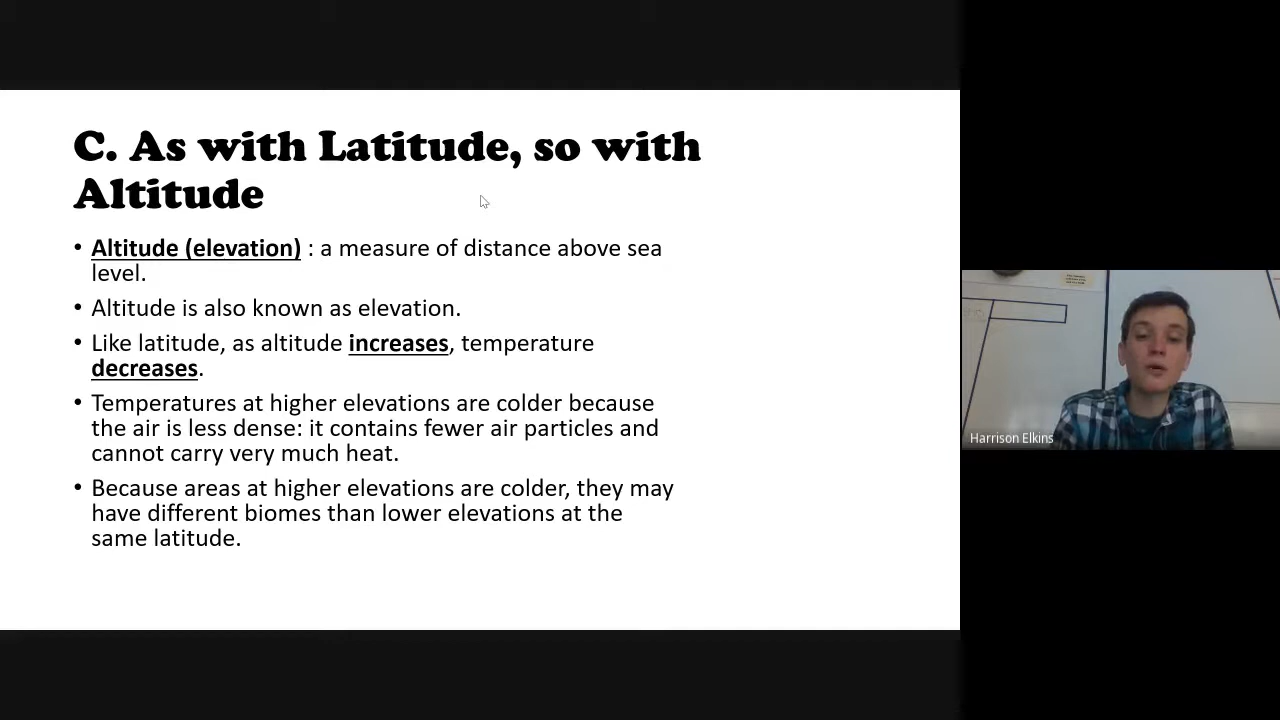 C. As with Latitude, so with
Altitude
• Altitude (elevation) : a measure of distance above sea
level.
• Altitude is also known as elevation.
• Like latitude, as altitude increases, temperature
decreases.
• Temperatures at higher elevations are colder because
the air is less dense: it contains fewer air particles and
cannot carry very much heat.
• Because areas at higher elevations are colder, they may
have different biomes than lower elevations at the
same latitude.
Harrison Elkins